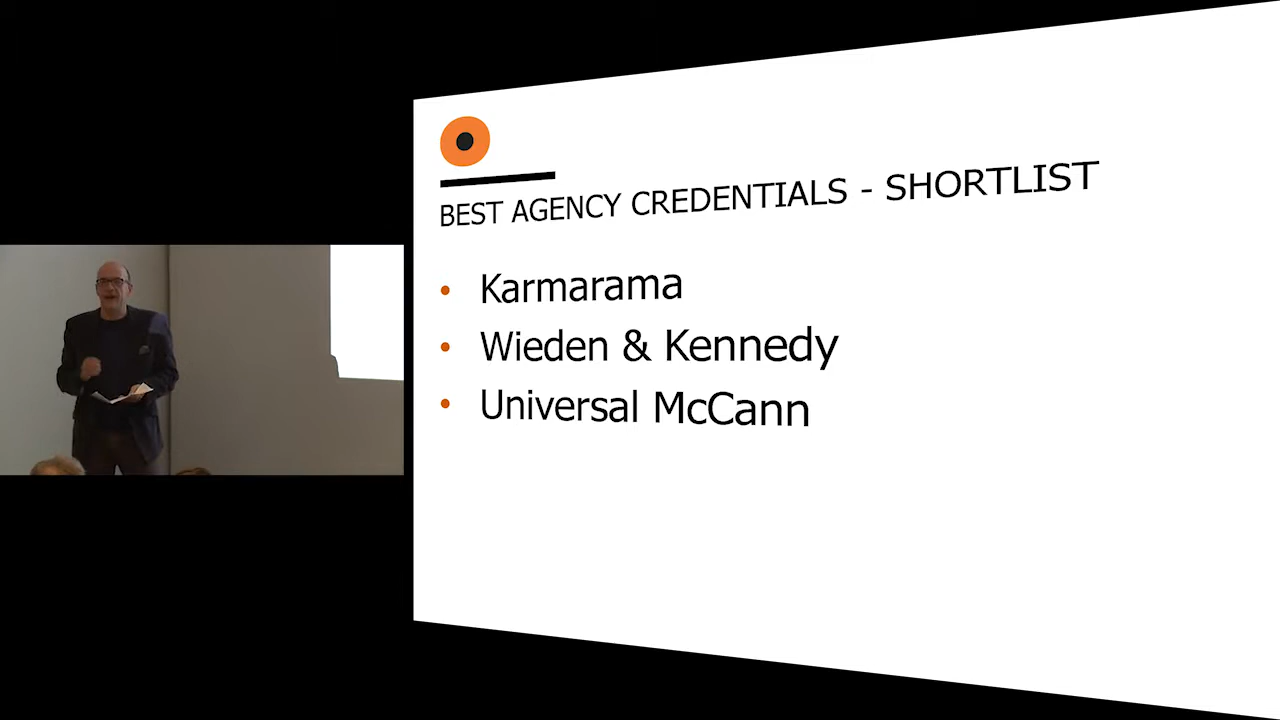 BEST AGENCY CREDENTIALS - SHORTLIST
• Karmarama
• Wieden & Kennedy
• Universal McCann